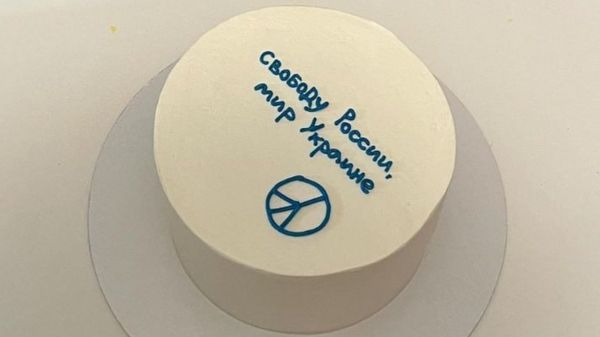 свободу России,
мир Украине